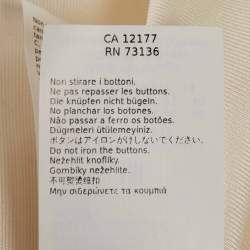 CA 12177
RN 73136
Non stirare i bottoni.
Ne pas repasser les buttons.
Die knüpfen nicht bügeln.
No planchar los botones.
Não passar a ferro os botões.
Düğmeleri ütülemeyiniz.
ボタンはアイロンがけしないでください。
Do not iron the buttons.
Nežehlit knoflíky.
Gombíky nežehlite.
不可熨烫纽扣
Μην σιδερώνετε τα κουμπιά